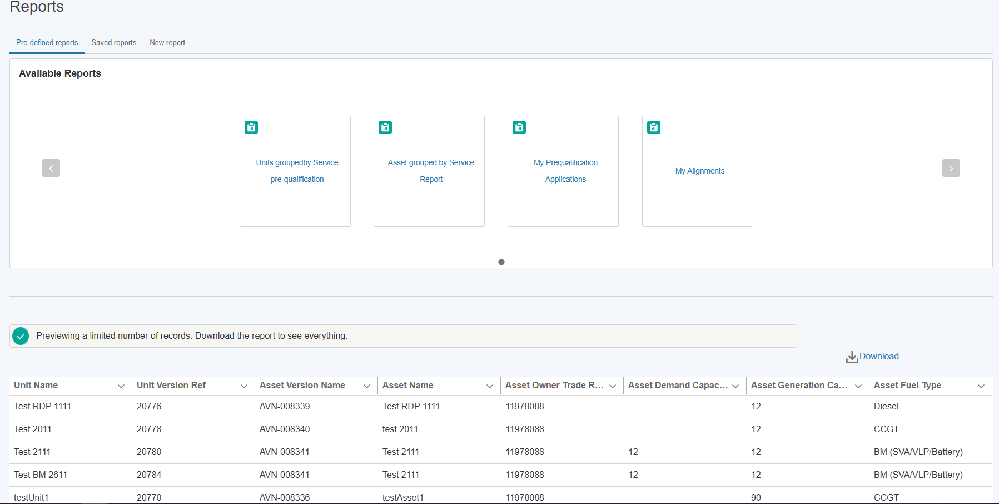 Reports
Pre-defined reports Saved reports New report
Available Reports
Units groupedby Service
pre-qualification
Asset grouped by Service
Report
My Prequalification
Applications
My Alignments
Previewing a limited number of records. Download the report to see everything.
Download
Unit Name Unit Version Ref Asset Version Name Asset Name Asset Owner Trade R... Asset Demand Capac... Asset Generation Ca... Asset Fuel Type
Test RDP 1111 20776 AVN-008339 Test RDP 1111 11978088 12 Diesel
Test 2011 20778 AVN-008340 test 2011 11978088 12 CCGT
Test 2111 20780 AVN-008341 Test 2111 11978088 12 12 BM (SVA/VLP/Battery)
Test BM 2611 20784 AVN-008341 Test 2111 11978088 12 12 BM (SVA/VLP/Battery)
testUnit1 20770 AVN-008336 testAsset1 11978088 90 CCGT